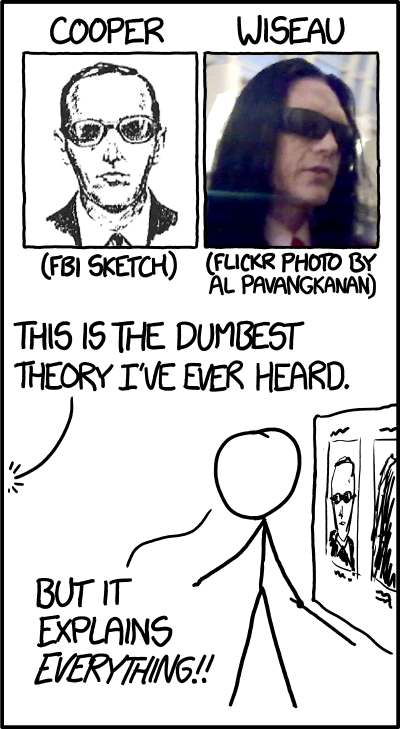 COOPER
WISEAU
(FBI SKETCH)
(FLICKR PHOTO BY
AL PAVANGKANAN)
THIS IS THE DUMBEST
THEORY I'VE EVER HEARD.
BUT IT
EXPLAINS
EVERYTHING!!